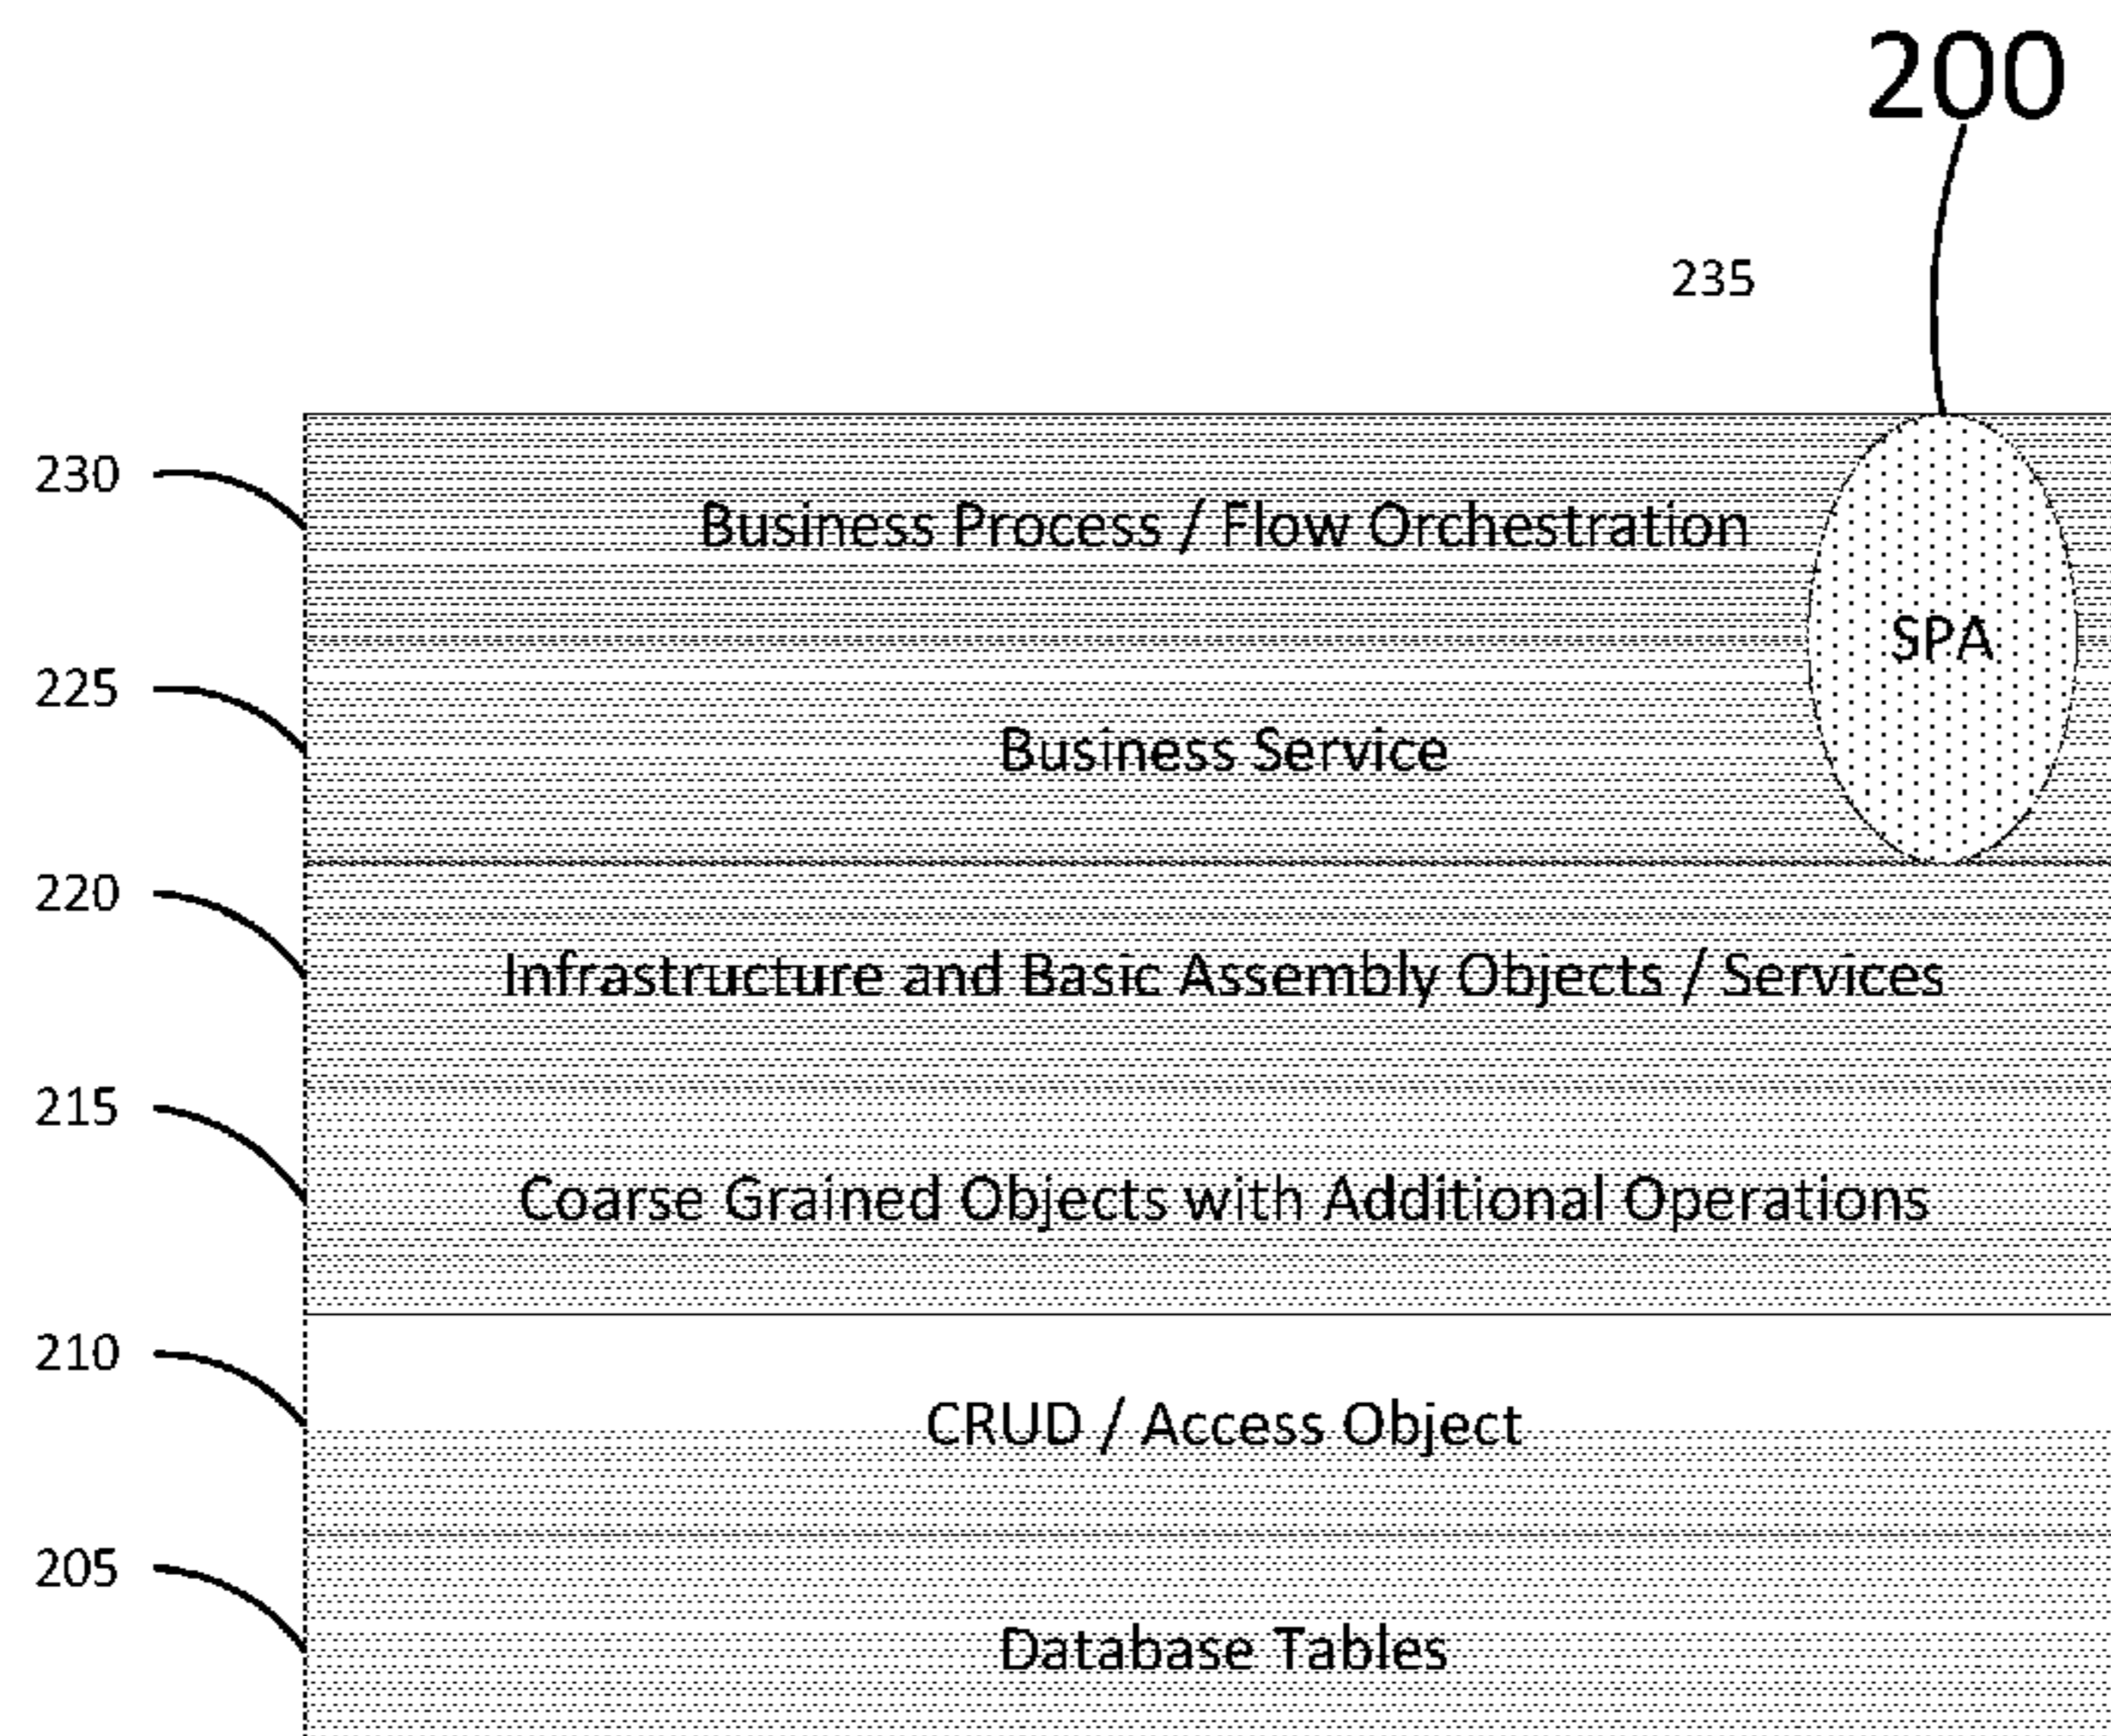 200
235
230
Business Process / Flow Orchestration
SPA
225
Business Service
220
Infrastructure and Basic Assembly Objects / Services
215
Coarse Grained Objects with Additional Operations
210
CRUD / Access Object
205
Database Tables